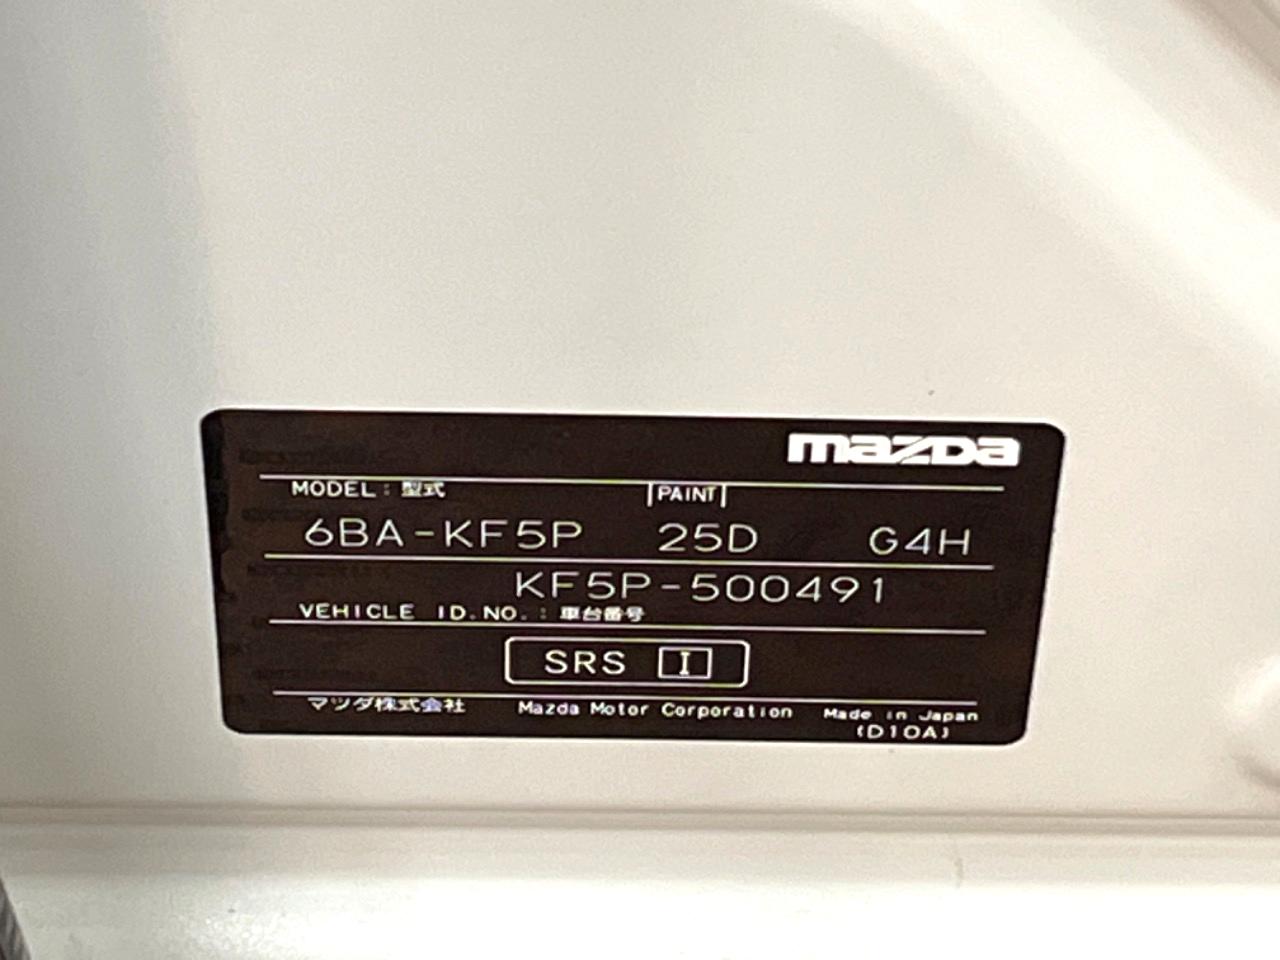 mazda
MODEL : 型式 PAINT
6BA-KF5P 25D G4H
KF5P-500491
VEHICLE ID. NO. : 車台番号
SRS I
マツダ株式会社 Mazda Motor Corporation Made in Japan
(D10A)